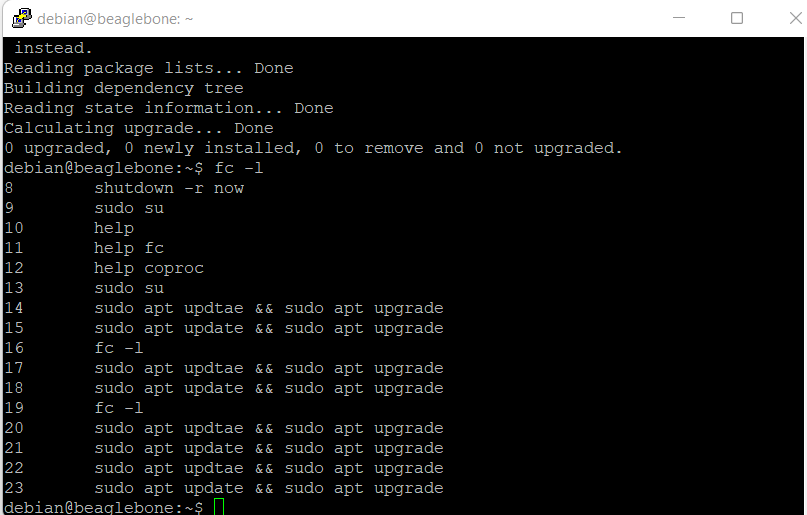 debian@beaglebone: ~
instead.
Reading package lists... Done
Building dependency tree
Reading state information... Done
Calculating upgrade... Done
0 upgraded, 0 newly installed, 0 to remove and 0 not upgraded.
debian@beaglebone:~$ fc -l
8 shutdown -r now
9 sudo su
10 help
11 help fc
12 help coproc
13 sudo su
14 sudo apt updtae && sudo apt upgrade
15 sudo apt update && sudo apt upgrade
16 fc -l
17 sudo apt updtae && sudo apt upgrade
18 sudo apt update && sudo apt upgrade
19 fc -l
20 sudo apt updtae && sudo apt upgrade
21 sudo apt update && sudo apt upgrade
22 sudo apt updtae && sudo apt upgrade
23 sudo apt update && sudo apt upgrade
debian@beaglebone:~$